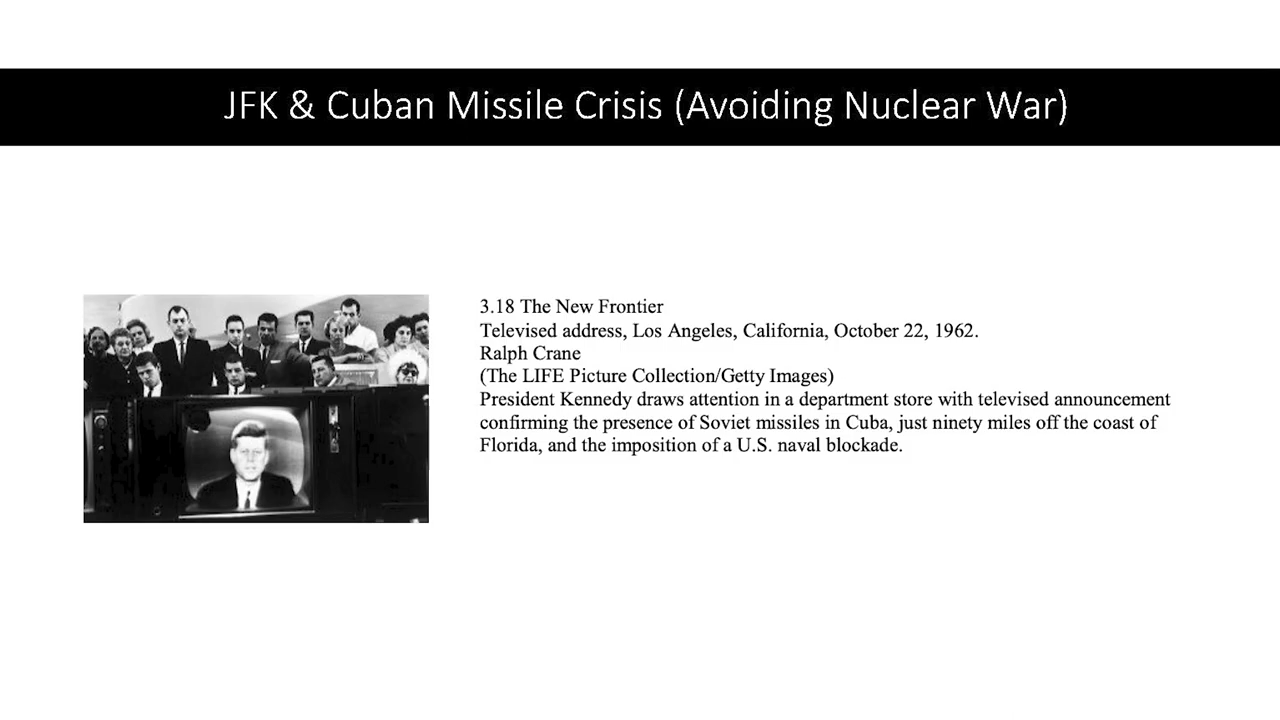 JFK & Cuban Missile Crisis (Avoiding Nuclear War)
3.18 The New Frontier
Televised address, Los Angeles, California, October 22, 1962.
Ralph Crane
(The LIFE Picture Collection/Getty Images)
President Kennedy draws attention in a department store with televised announcement
confirming the presence of Soviet missiles in Cuba, just ninety miles off the coast of
Florida, and the imposition of a U.S. naval blockade.